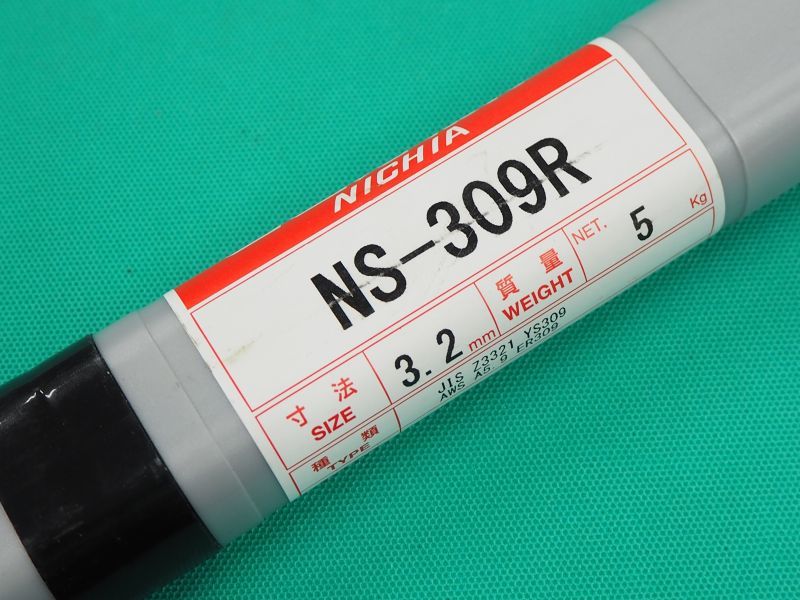 NICHIA
NS-309R
寸法 SIZE 3.2 mm 質量 WEIGHT NET. 5 Kg
種類 TYPE JIS Z3321 YS309
AWS A5.9 ER309